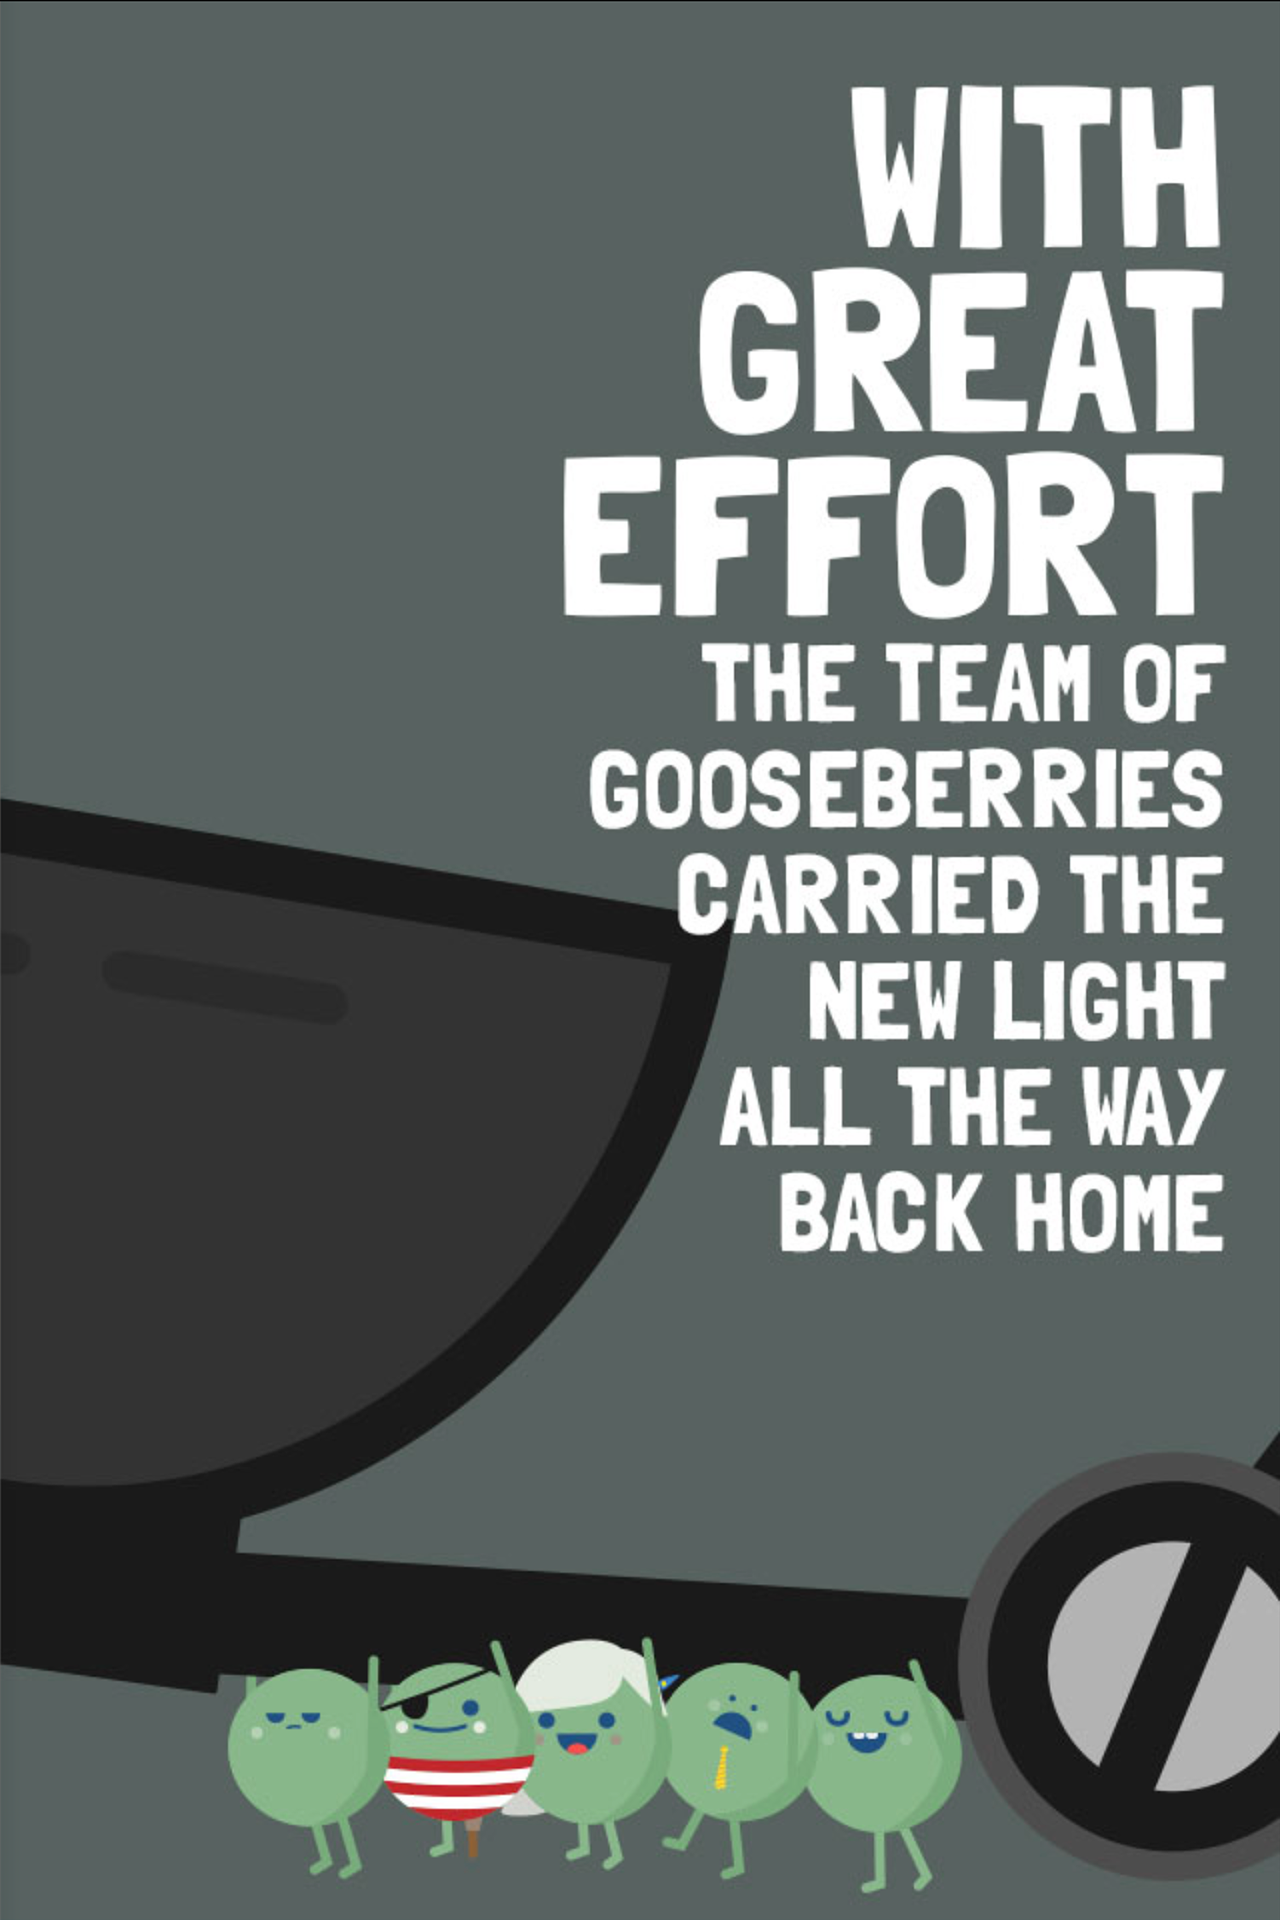 WITH
GREAT
EFFORT
THE TEAM OF
GOOSEBERRIES
CARRIED THE
NEW LIGHT
ALL THE WAY
BACK HOME